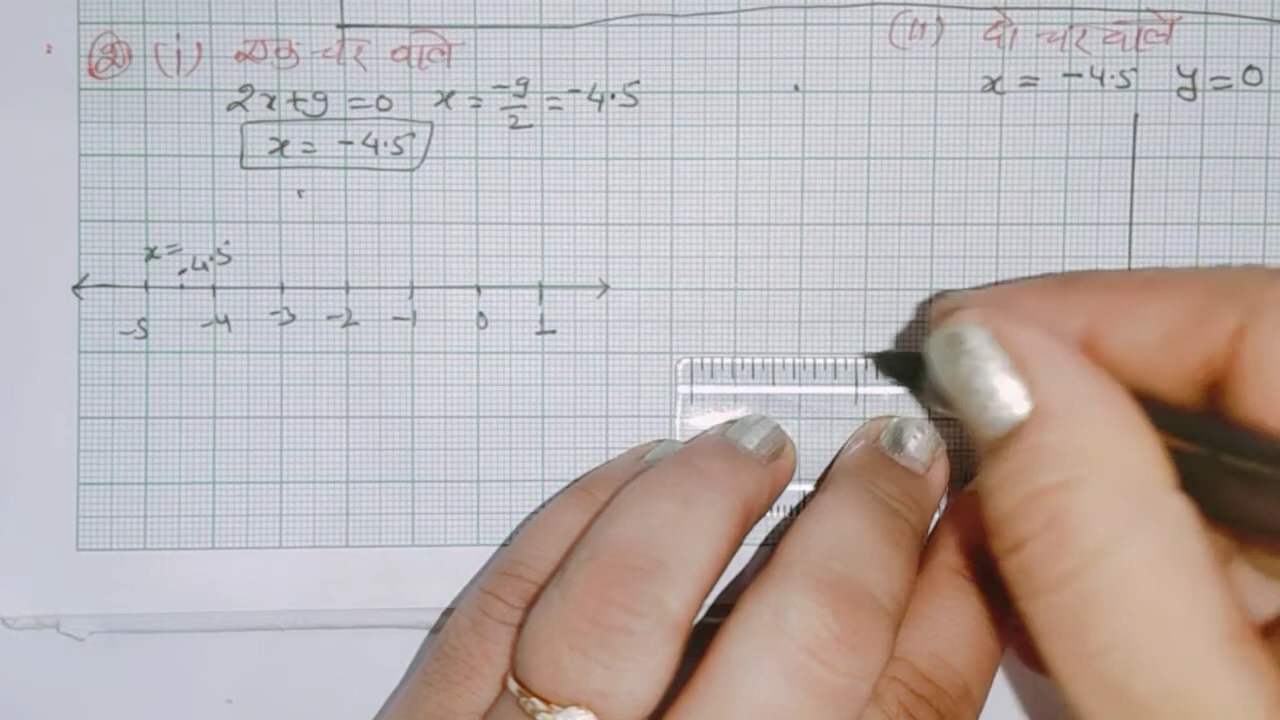 ② (i) एक चर वाले
2x+9=0 x = -9/2 = -4.5
x = -4.5
x=
-4.5
-5 -4 -3 -2 -1 0 1
(ii) दो चर वाले
x = -4.5 y=0